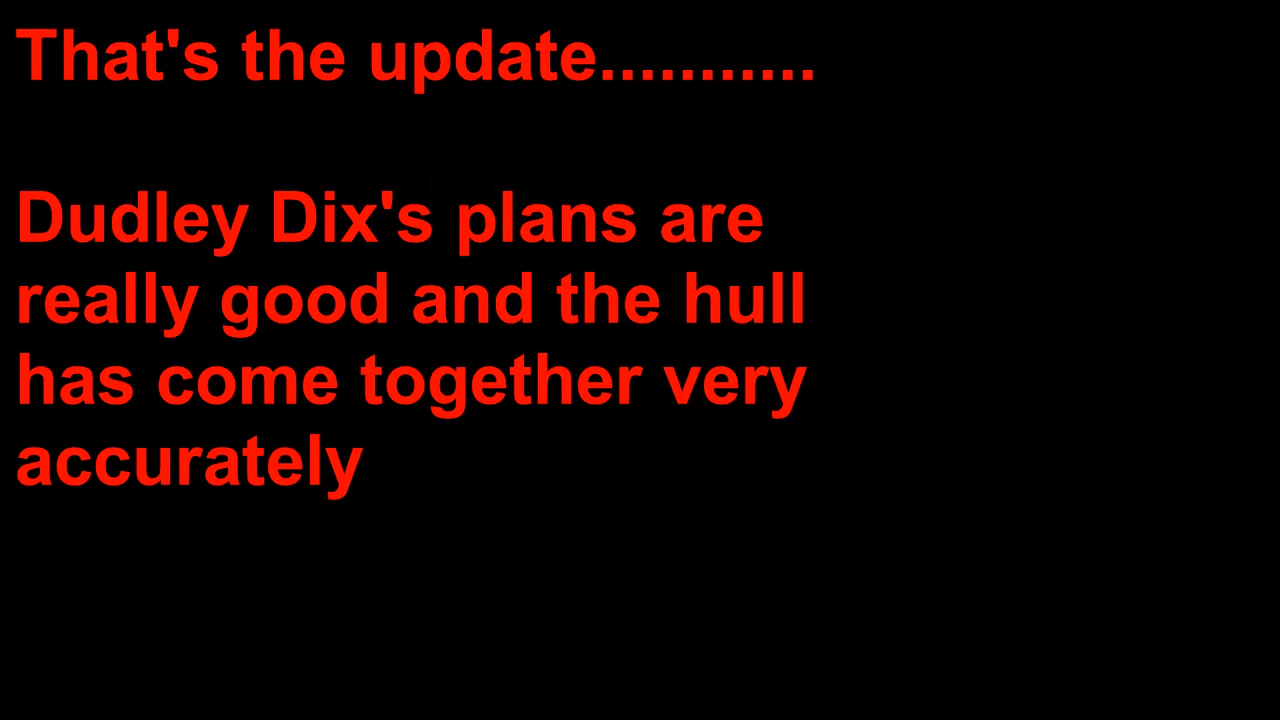 That's the update...........
Dudley Dix's plans are
really good and the hull
has come together very
accurately